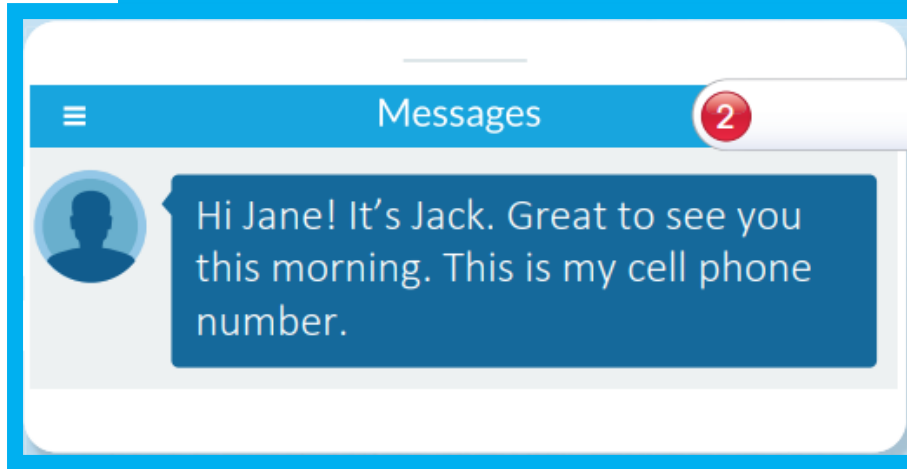 Messages
2
Hi Jane! It’s Jack. Great to see you
this morning. This is my cell phone
number.